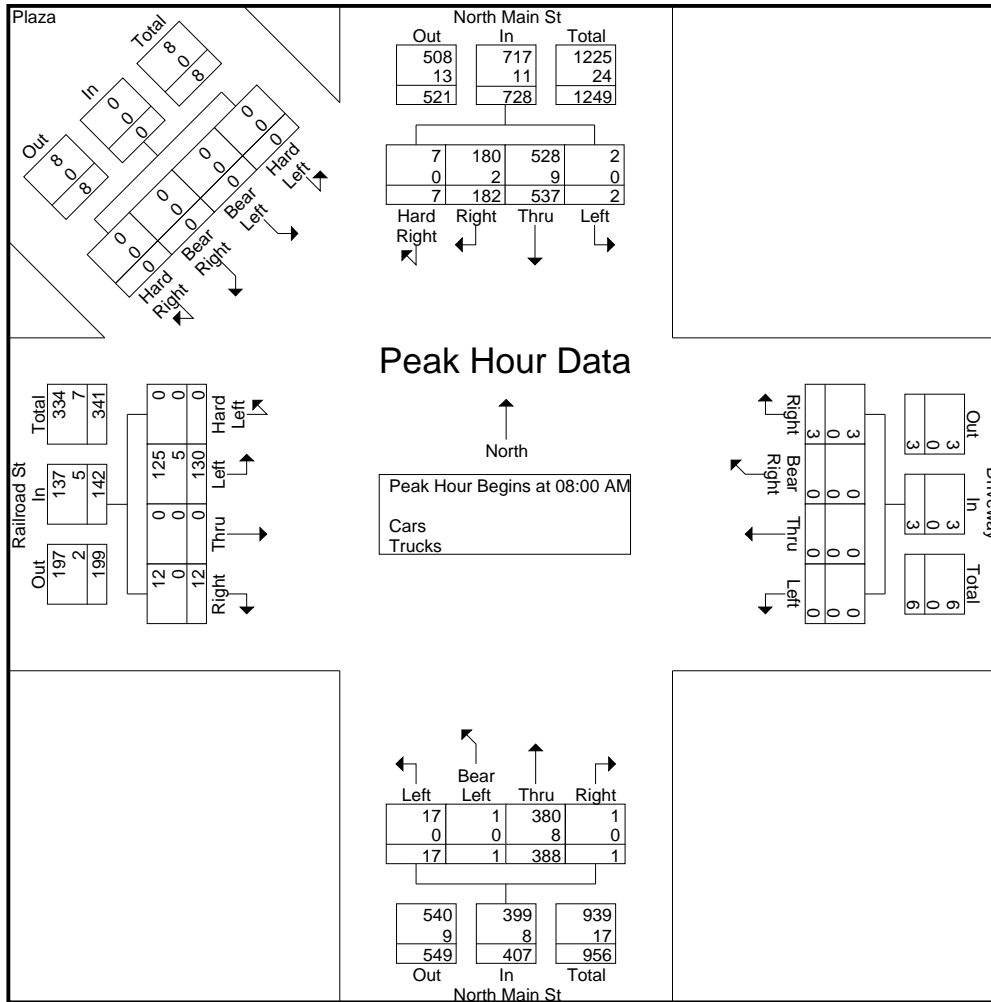 Plaza
Total
8
0
8
In
0
0
0
Out
8
0
8
0 0 0 0
0 0 0 0
0 0 0 0
Hard Right
Bear Right
Bear Left
Hard Left
North Main St
Out In Total
508 717 1225
13 11 24
521 728 1249
7 180 528 2
0 2 9 0
7 182 537 2
Hard Right Right Thru Left
Peak Hour Data
North
Peak Hour Begins at 08:00 AM
Cars
Trucks
Railroad St
Total In Out
334 137 197
7 5 2
341 142 199
0 125 0 12
0 5 0 0
0 130 0 12
Hard Left Left Thru Right
Driveway
Out In Total
3 3 6
0 0 0
3 3 6
3 0 0 0
0 0 0 0
3 0 0 0
Right Bear Right Thru Left
Left Bear Left Thru Right
17 1 380 1
0 0 8 0
17 1 388 1
540 399 939
9 8 17
549 407 956
Out In Total
North Main St